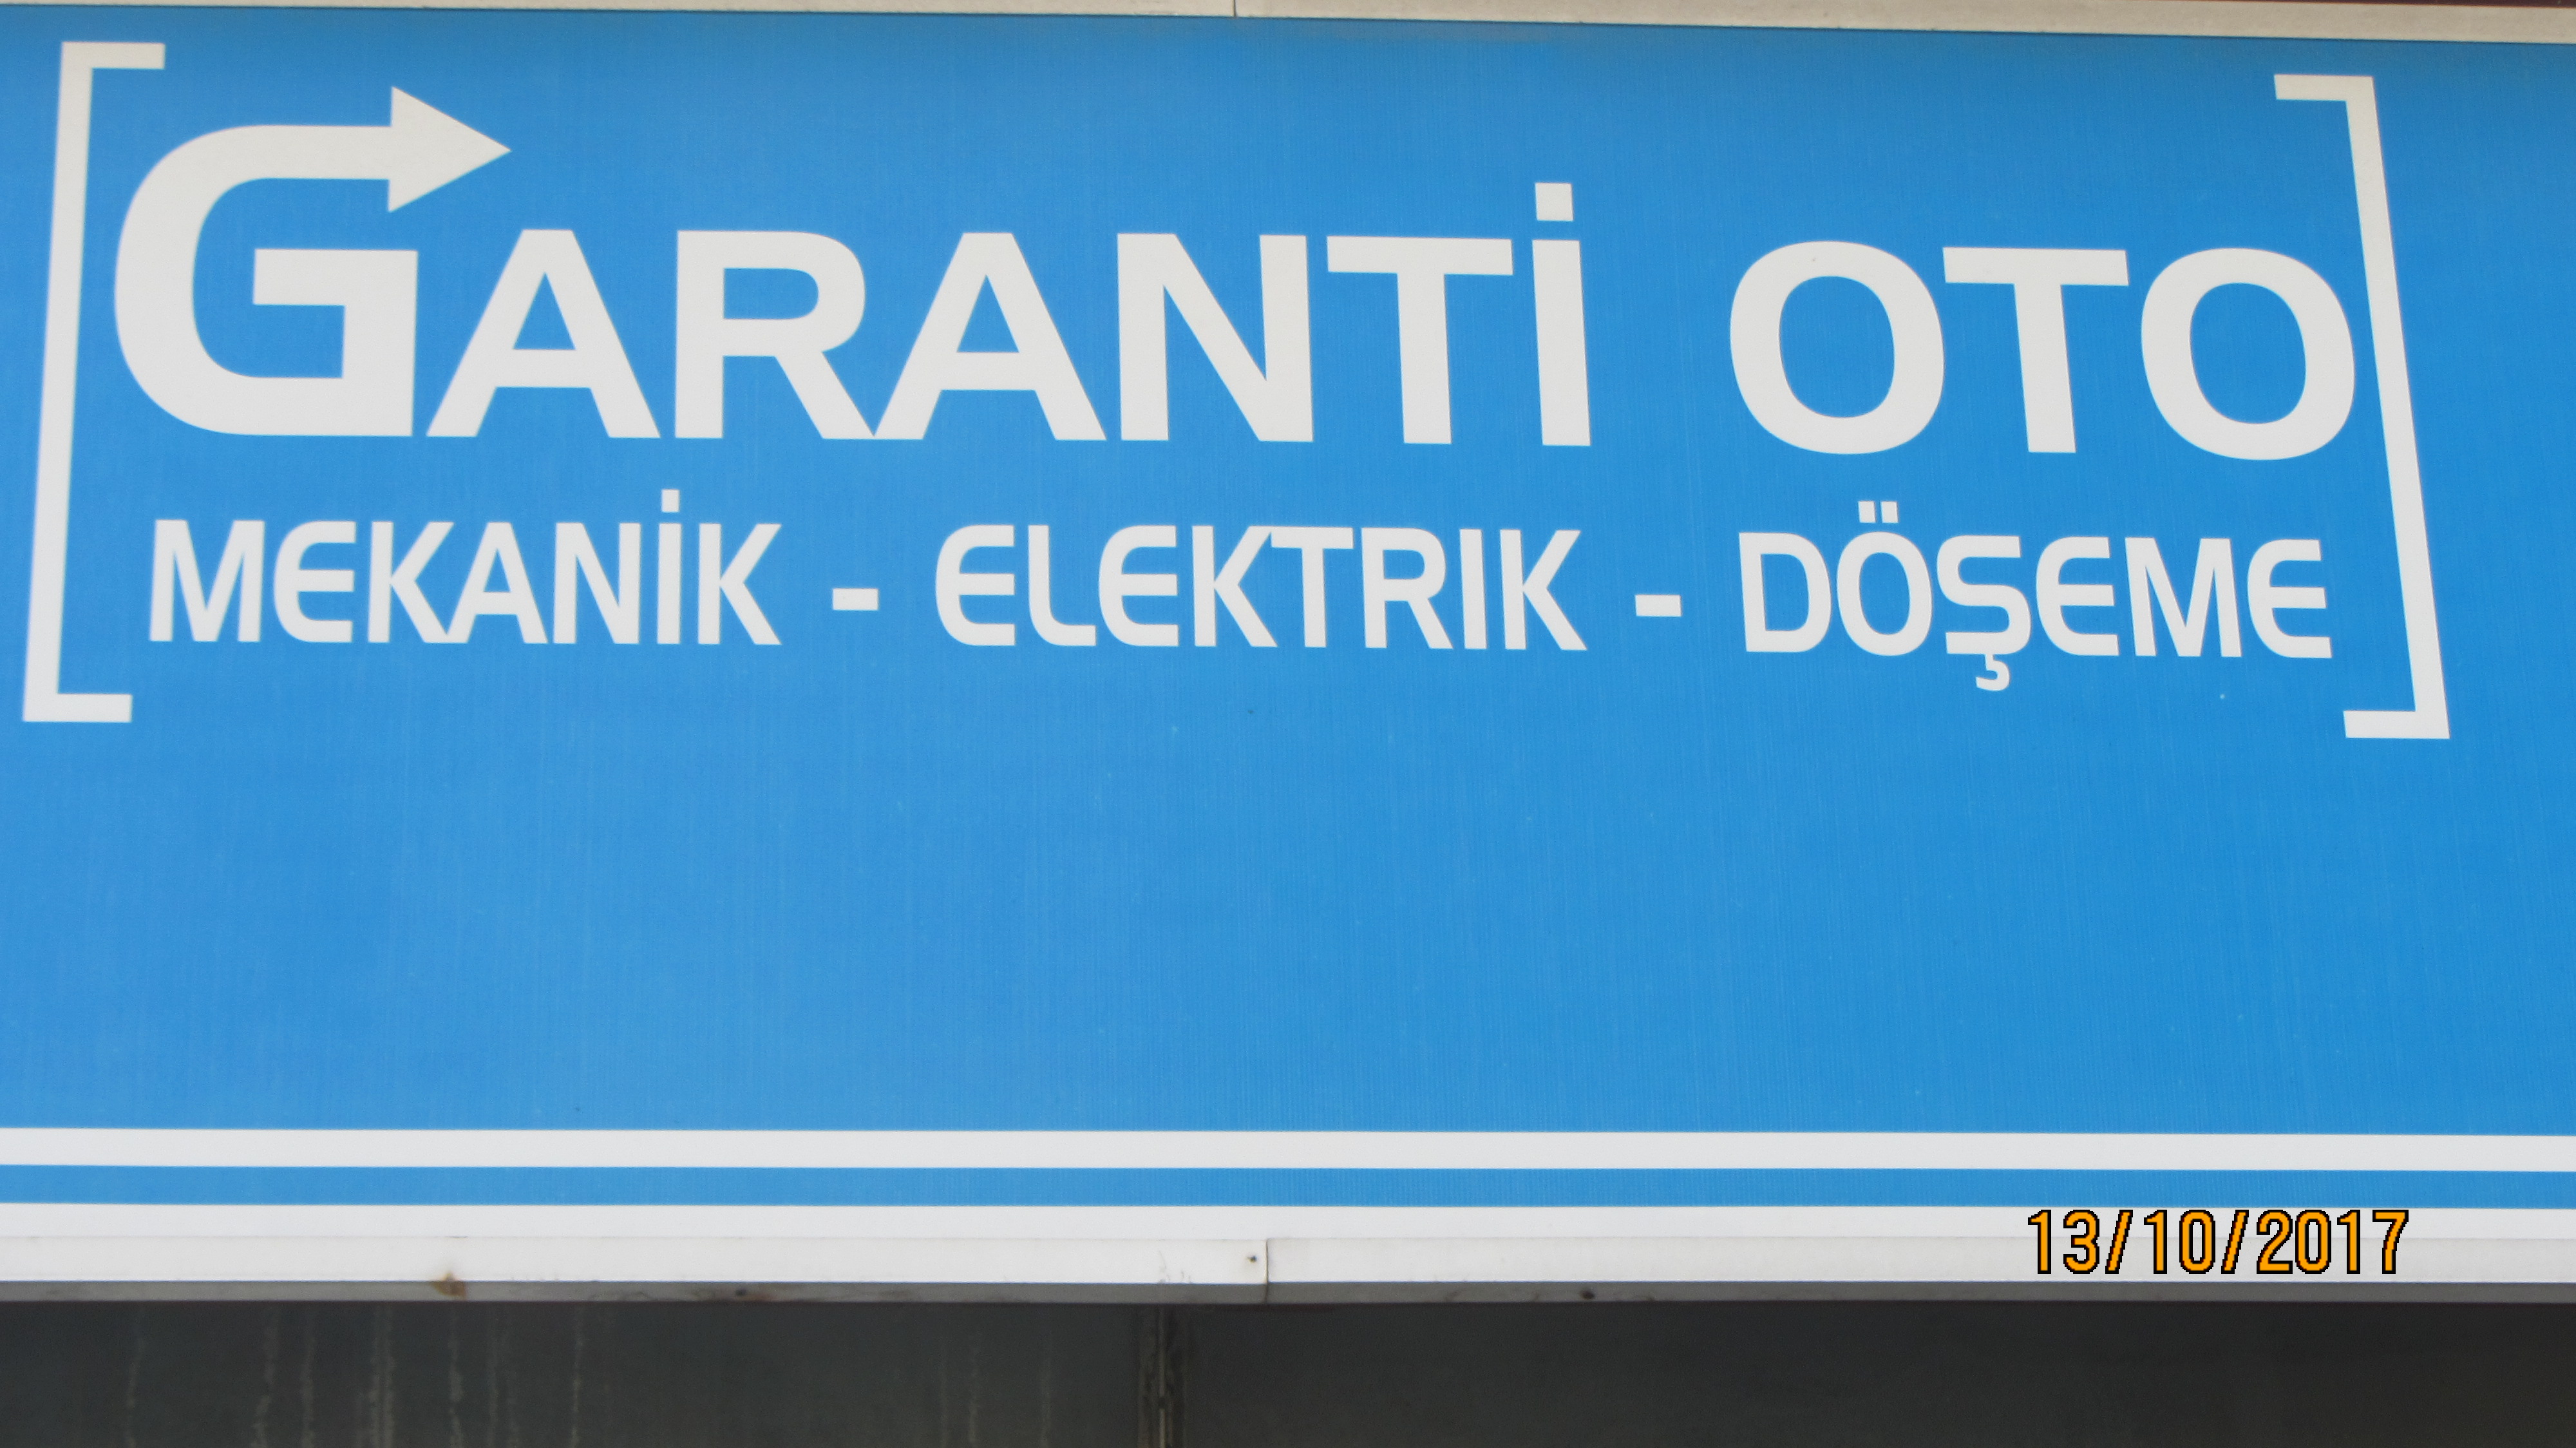 GARANTİ OTO
MEKANİK - ELEKTRIK - DÖŞEME
13/10/2017